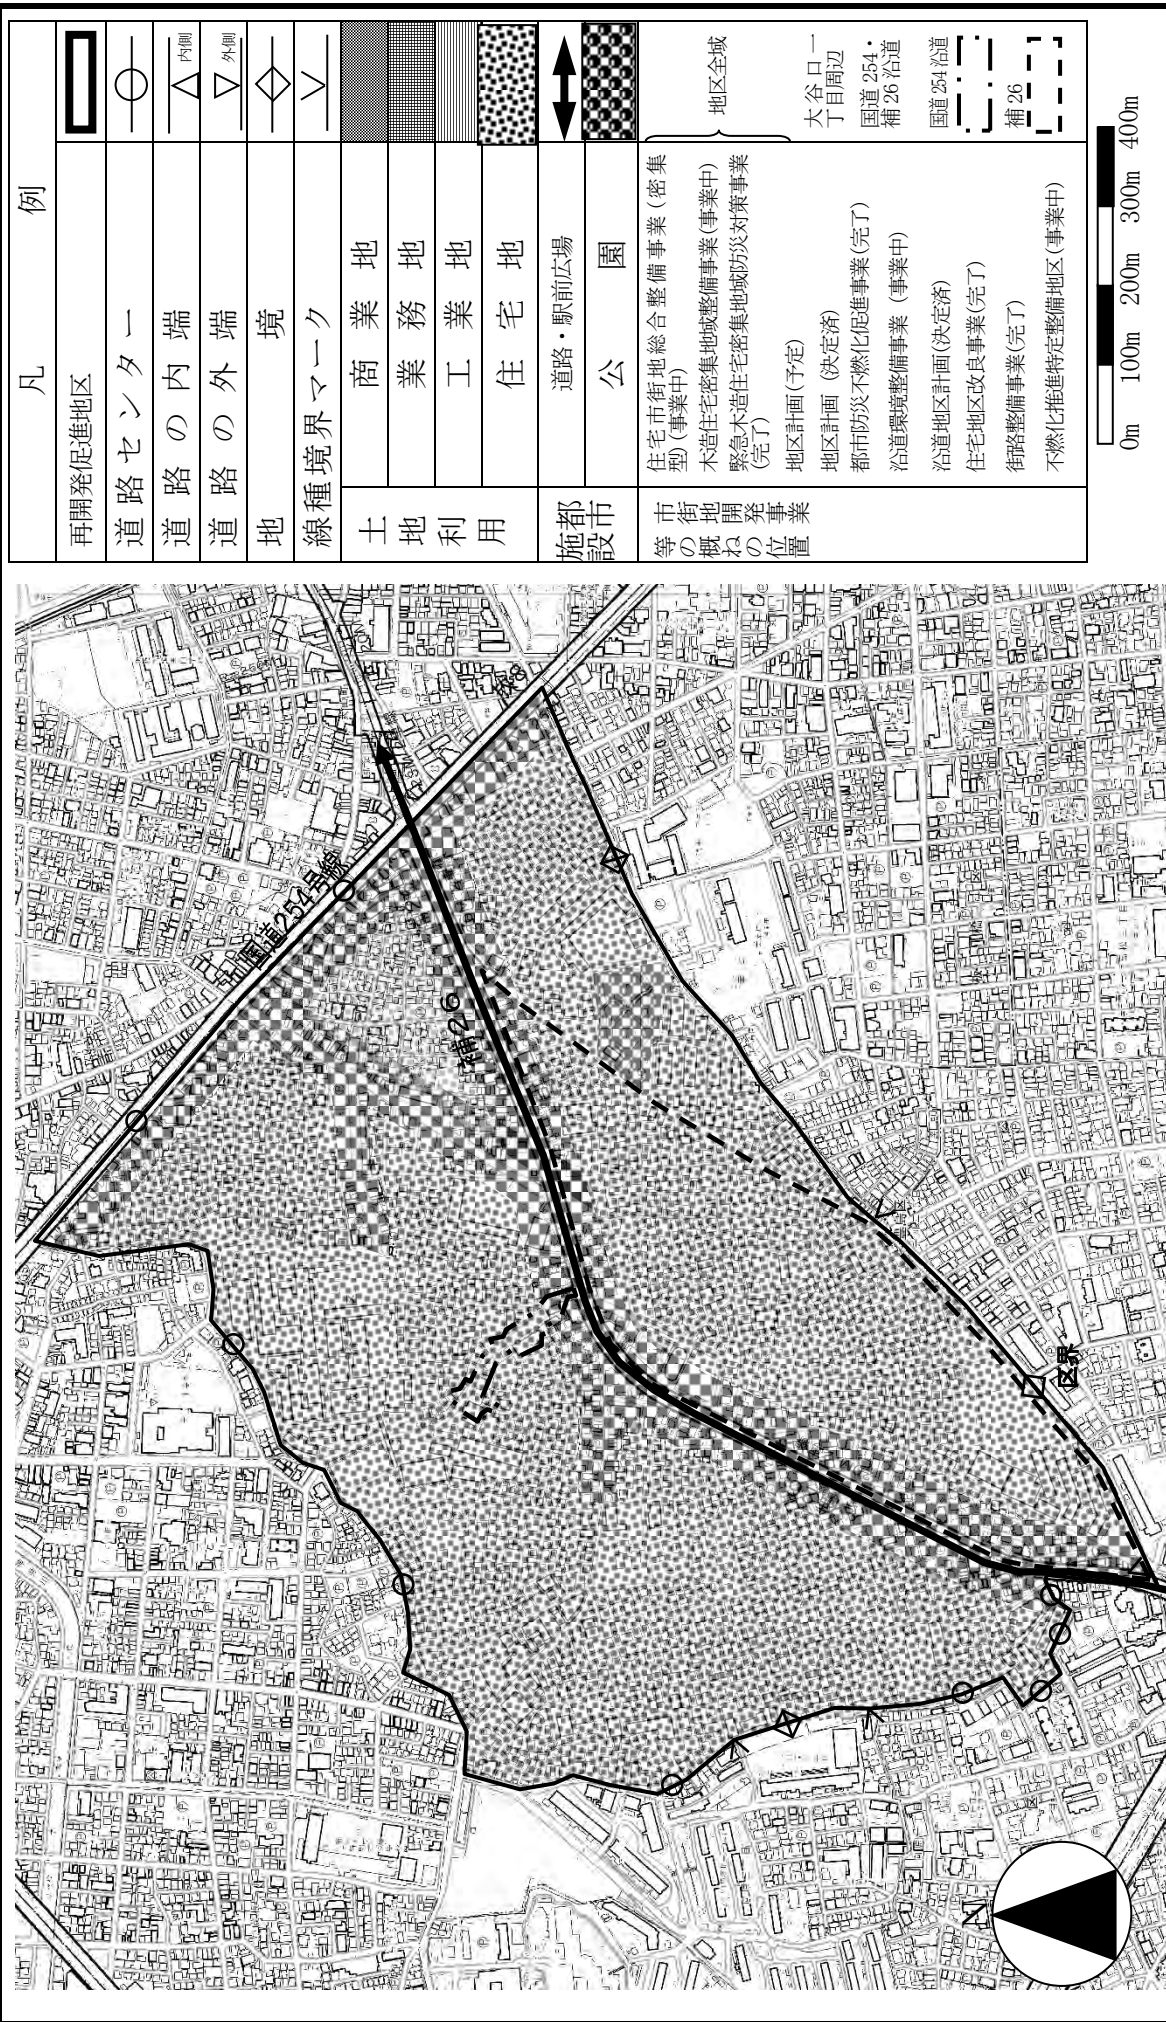 凡例
再開発促進地区
道路センター
道路の内端
内側
道路の外端
外側
地境
線種境界マーク
土地利用
商業地
業務地
工業地
住宅地
都市施設
道路・駅前広場
公園
市街地開発事業
等の概ねの位置
住宅市街地総合整備事業(密集
型)(事業中)
木造住宅密集地域整備事業(事業中)
緊急木造住宅密集地域防災対策事業
(完了)
地区全域
地区計画(予定)
大谷口一
丁目周辺
地区計画 (決定済)
都市防災不燃化促進事業(完了)
国道254・
補26沿道
沿道環境整備事業 (事業中)
沿道地区計画(決定済)
国道254沿道
住宅地区改良事業(完了)
街路整備事業(完了)
補26
不燃化推進特定整備地区(事業中)
0m 100m 200m 300m 400m
国道254号線
補26
区界
N